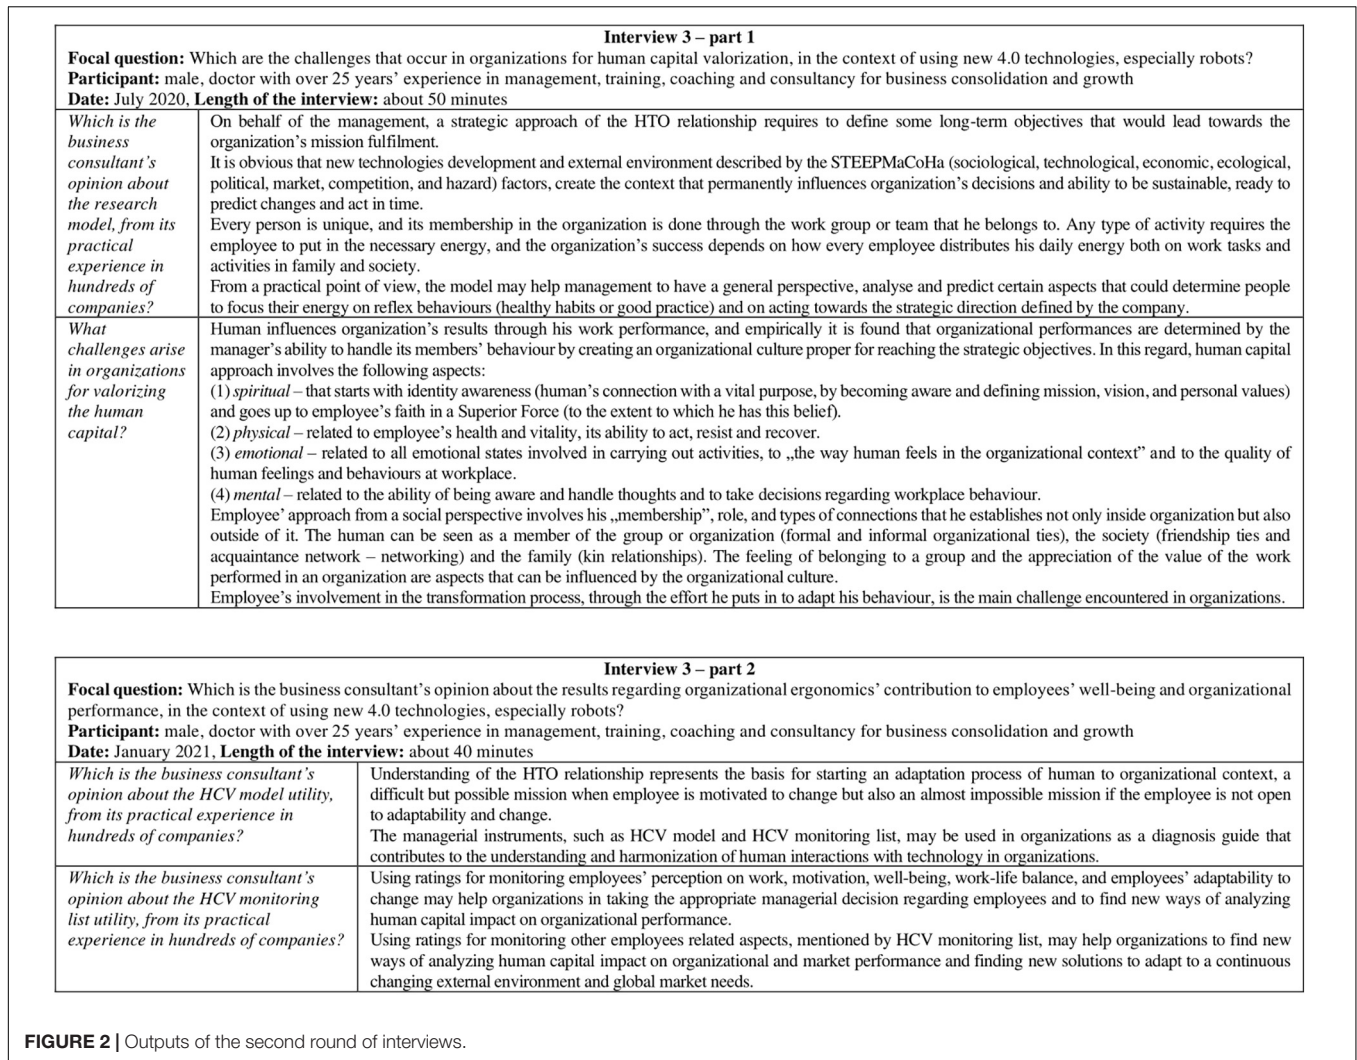 Interview 3 – part 1
Focal question: Which are the challenges that occur in organizations for human capital valorization, in the context of using new 4.0 technologies, especially robots?
Participant: male, doctor with over 25 years’ experience in management, training, coaching and consultancy for business consolidation and growth
Date: July 2020, Length of the interview: about 50 minutes
Which is the
business
consultant’s
opinion about
the research
model, from its
practical
experience in
hundreds of
companies?
On behalf of the management, a strategic approach of the HTO relationship requires to define some long-term objectives that would lead towards the
organization’s mission fulfilment.
It is obvious that new technologies development and external environment described by the STEEPMaCoHa (sociological, technological, economic, ecological,
political, market, competition, and hazard) factors, create the context that permanently influences organization’s decisions and ability to be sustainable, ready to
predict changes and act in time.
Every person is unique, and its membership in the organization is done through the work group or team that he belongs to. Any type of activity requires the
employee to put in the necessary energy, and the organization’s success depends on how every employee distributes his daily energy both on work tasks and
activities in family and society.
From a practical point of view, the model may help management to have a general perspective, analyse and predict certain aspects that could determine people
to focus their energy on reflex behaviours (healthy habits or good practice) and on acting towards the strategic direction defined by the company.
What
challenges arise
in organizations
for valorizing
the human
capital?
Human influences organization’s results through his work performance, and empirically it is found that organizational performances are determined by the
manager’s ability to handle its members’ behaviour by creating an organizational culture proper for reaching the strategic objectives. In this regard, human capital
approach involves the following aspects:
(1) spiritual – that starts with identity awareness (human’s connection with a vital purpose, by becoming aware and defining mission, vision, and personal values)
and goes up to employee’s faith in a Superior Force (to the extent to which he has this belief).
(2) physical – related to employee’s health and vitality, its ability to act, resist and recover.
(3) emotional – related to all emotional states involved in carrying out activities, to „the way human feels in the organizational context” and to the quality of
human feelings and behaviours at workplace.
(4) mental – related to the ability of being aware and handle thoughts and to take decisions regarding workplace behaviour.
Employee’ approach from a social perspective involves his „membership”, role, and types of connections that he establishes not only inside organization but also
outside of it. The human can be seen as a member of the group or organization (formal and informal organizational ties), the society (friendship ties and
acquaintance network – networking) and the family (kin relationships). The feeling of belonging to a group and the appreciation of the value of the work
performed in an organization are aspects that can be influenced by the organizational culture.
Employee’s involvement in the transformation process, through the effort he puts in to adapt his behaviour, is the main challenge encountered in organizations.
Interview 3 – part 2
Focal question: Which is the business consultant’s opinion about the results regarding organizational ergonomics’ contribution to employees’ well-being and organizational
performance, in the context of using new 4.0 technologies, especially robots?
Participant: male, doctor with over 25 years’ experience in management, training, coaching and consultancy for business consolidation and growth
Date: January 2021, Length of the interview: about 40 minutes
Which is the business consultant’s
opinion about the HCV model utility,
from its practical experience in
hundreds of companies?
Understanding of the HTO relationship represents the basis for starting an adaptation process of human to organizational context, a
difficult but possible mission when employee is motivated to change but also an almost impossible mission if the employee is not open
to adaptability and change.
The managerial instruments, such as HCV model and HCV monitoring list, may be used in organizations as a diagnosis guide that
contributes to the understanding and harmonization of human interactions with technology in organizations.
Which is the business consultant’s
opinion about the HCV monitoring
list utility, from its practical
experience in hundreds of companies?
Using ratings for monitoring employees’ perception on work, motivation, well-being, work-life balance, and employees’ adaptability to
change may help organizations in taking the appropriate managerial decision regarding employees and to find new ways of analyzing
human capital impact on organizational performance.
Using ratings for monitoring other employees related aspects, mentioned by HCV monitoring list, may help organizations to find new
ways of analyzing human capital impact on organizational and market performance and finding new solutions to adapt to a continuous
changing external environment and global market needs.
FIGURE 2 | Outputs of the second round of interviews.